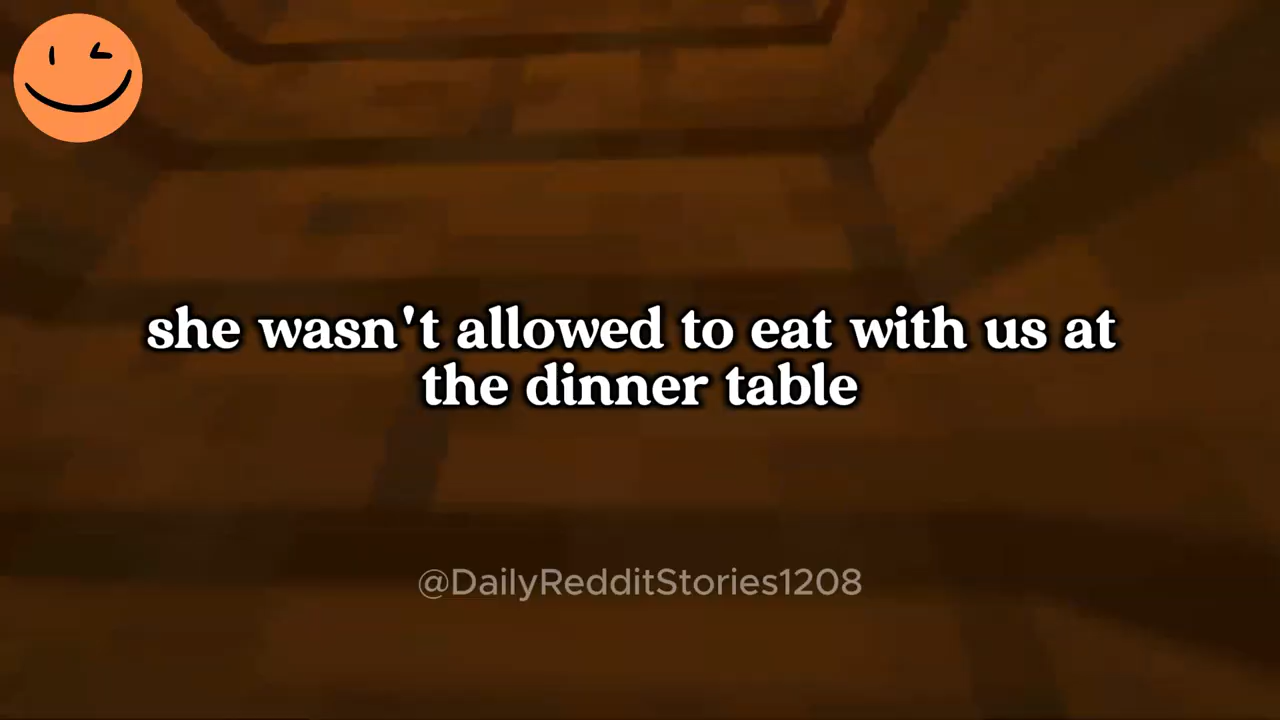 she wasn't allowed to eat with us at
the dinner table
@DailyRedditStories1208